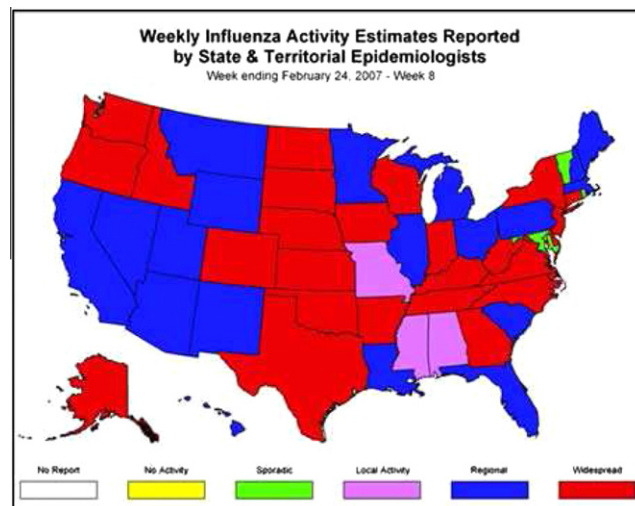 Weekly Influenza Activity Estimates Reported
by State & Territorial Epidemiologists
Week ending February 24, 2007 - Week 8
No Report
No Activity
Sporadic
Local Activity
Regional
Widespread